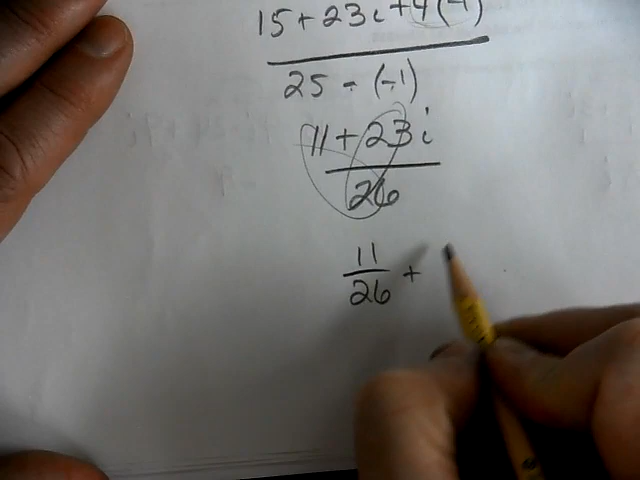 15 + 23i + 4(-1)
25 - (-1)
11 + 23i
26
11
26 +